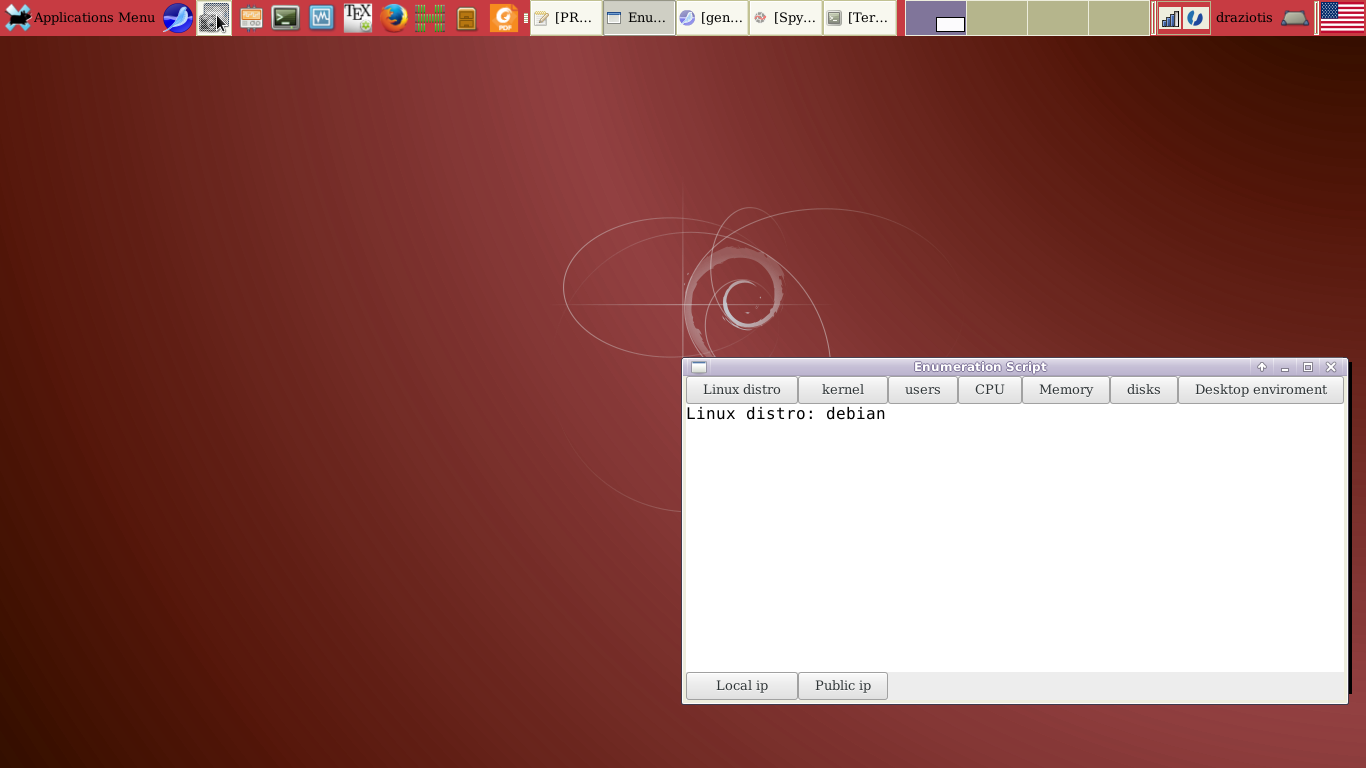 Applications Menu
TEX
PDF
[PR...
Enu...
[gen...
[Spy...
[Ter...
draziotis
Enumeration Script
Linux distro
kernel
users
CPU
Memory
disks
Desktop enviroment
Linux distro: debian
Local ip
Public ip